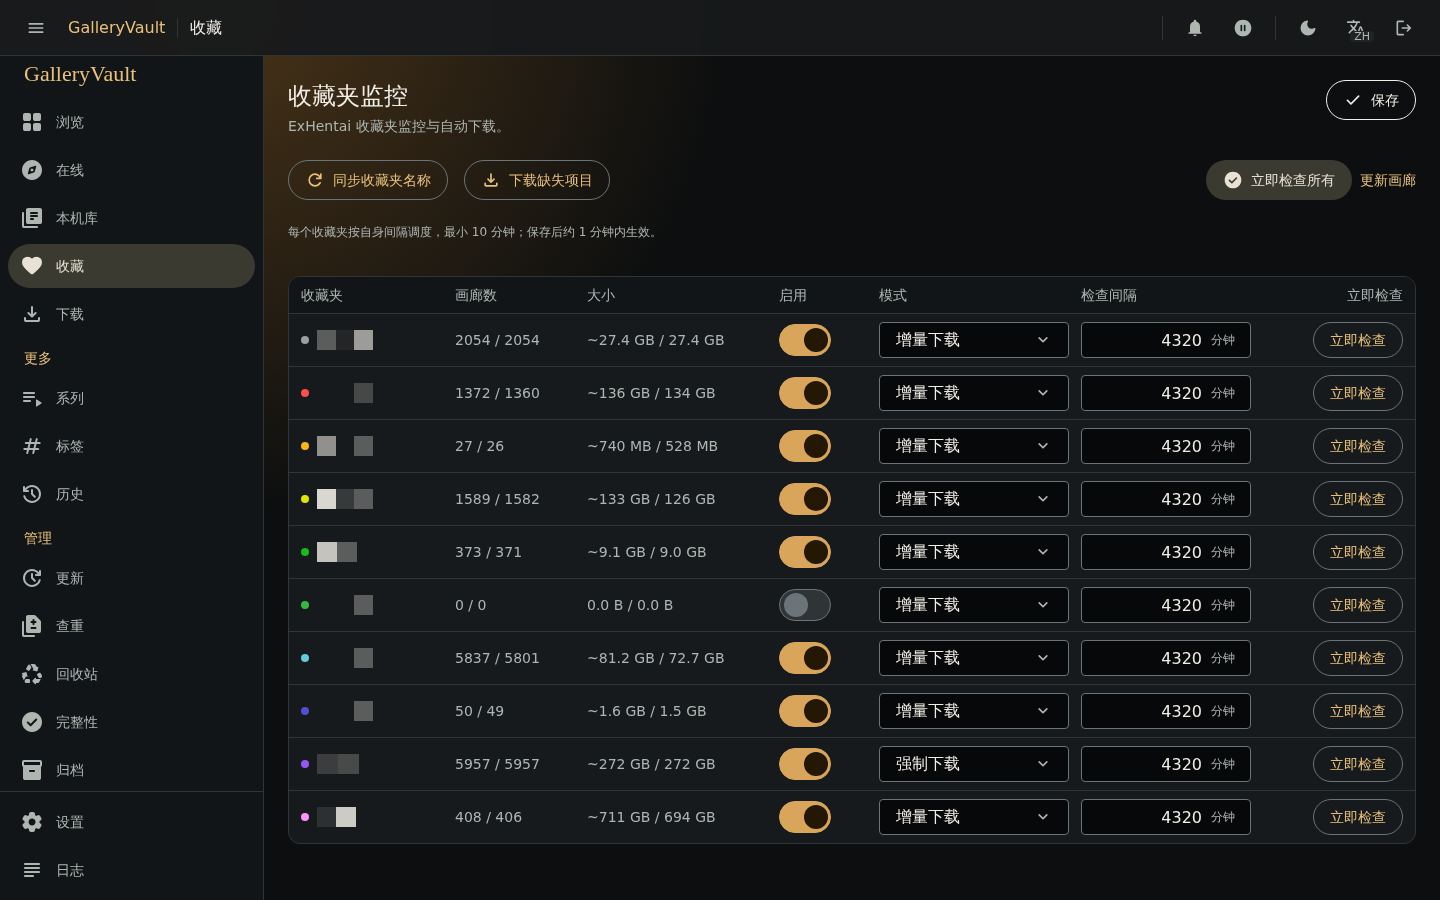 GalleryVault 收藏
ZH
GalleryVault
浏览
在线
本机库
收藏
下载
更多
系列
标签
历史
管理
更新
查重
回收站
完整性
归档
设置
日志
收藏夹监控
ExHentai 收藏夹监控与自动下载。
保存
同步收藏夹名称 下载缺失项目 立即检查所有 更新画廊
每个收藏夹按自身间隔调度，最小 10 分钟；保存后约 1 分钟内生效。
收藏夹 画廊数 大小 启用 模式 检查间隔 立即检查
2054 / 2054 ~27.4 GB / 27.4 GB 增量下载 4320 分钟 立即检查
1372 / 1360 ~136 GB / 134 GB 增量下载 4320 分钟 立即检查
27 / 26 ~740 MB / 528 MB 增量下载 4320 分钟 立即检查
1589 / 1582 ~133 GB / 126 GB 增量下载 4320 分钟 立即检查
373 / 371 ~9.1 GB / 9.0 GB 增量下载 4320 分钟 立即检查
0 / 0 0.0 B / 0.0 B 增量下载 4320 分钟 立即检查
5837 / 5801 ~81.2 GB / 72.7 GB 增量下载 4320 分钟 立即检查
50 / 49 ~1.6 GB / 1.5 GB 增量下载 4320 分钟 立即检查
5957 / 5957 ~272 GB / 272 GB 强制下载 4320 分钟 立即检查
408 / 406 ~711 GB / 694 GB 增量下载 4320 分钟 立即检查